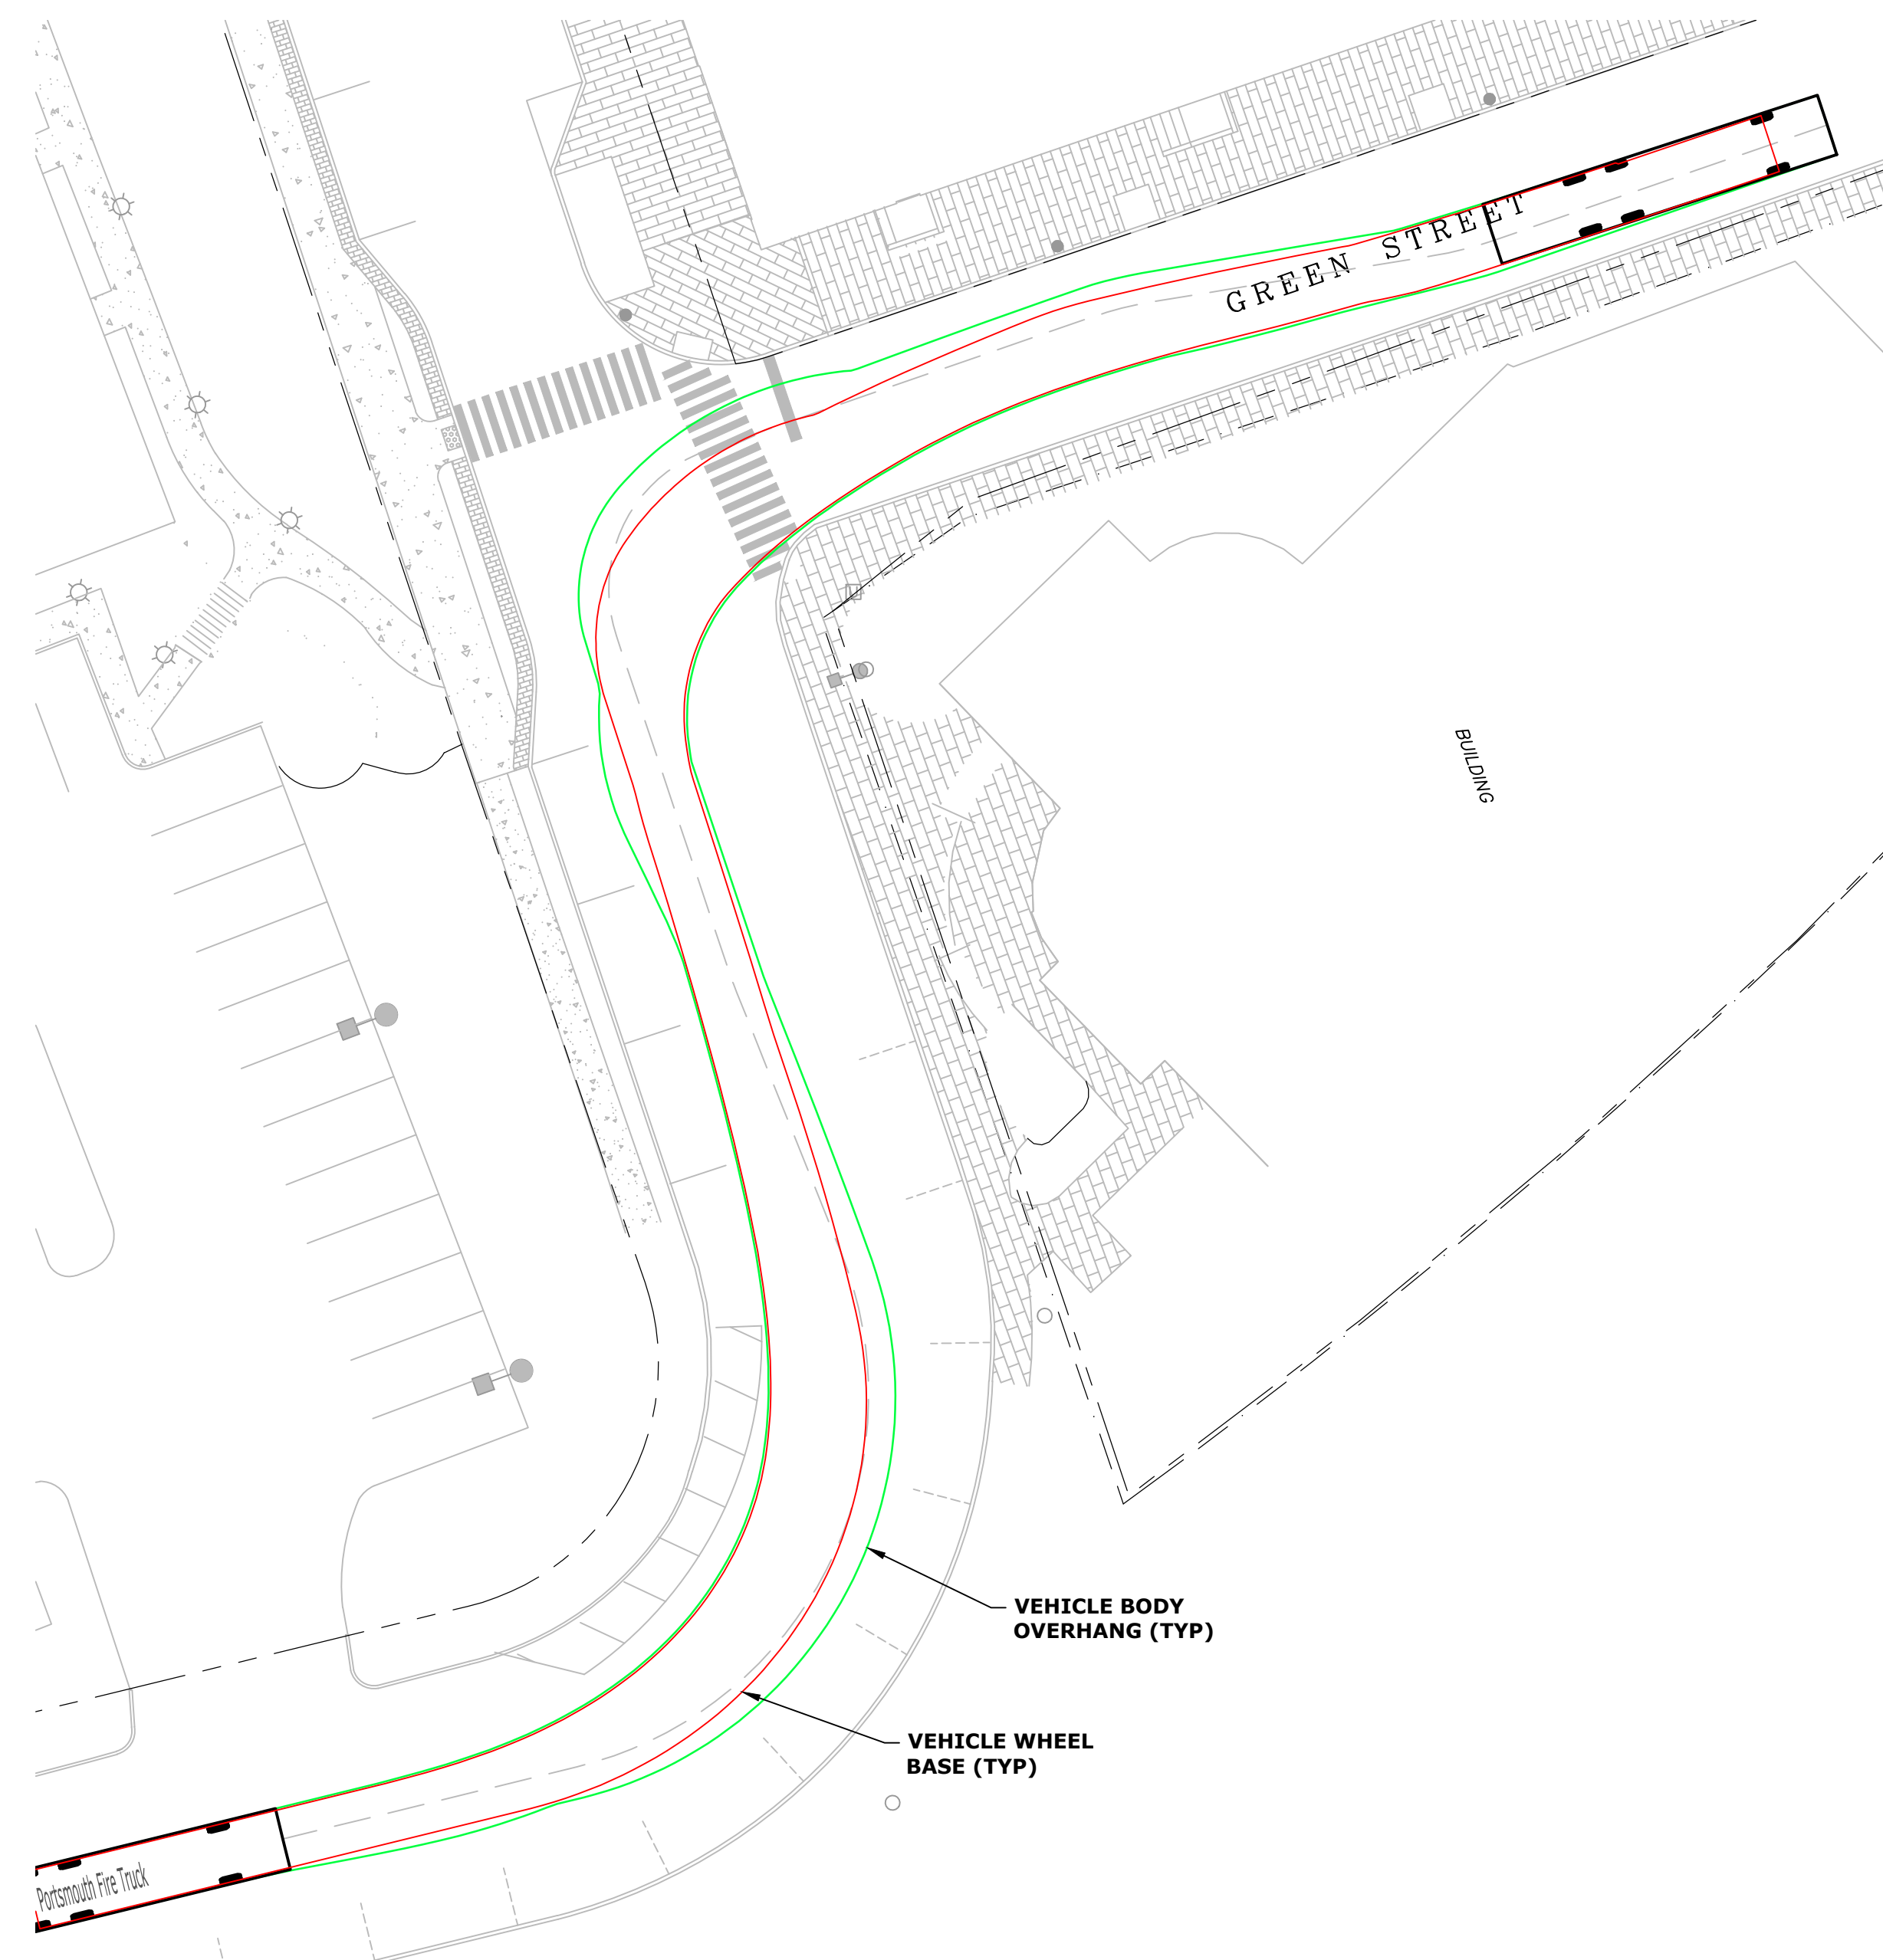 GREEN STREET
BUILDING
VEHICLE BODY
OVERHANG (TYP)
VEHICLE WHEEL
BASE (TYP)
Portsmouth Fire Truck